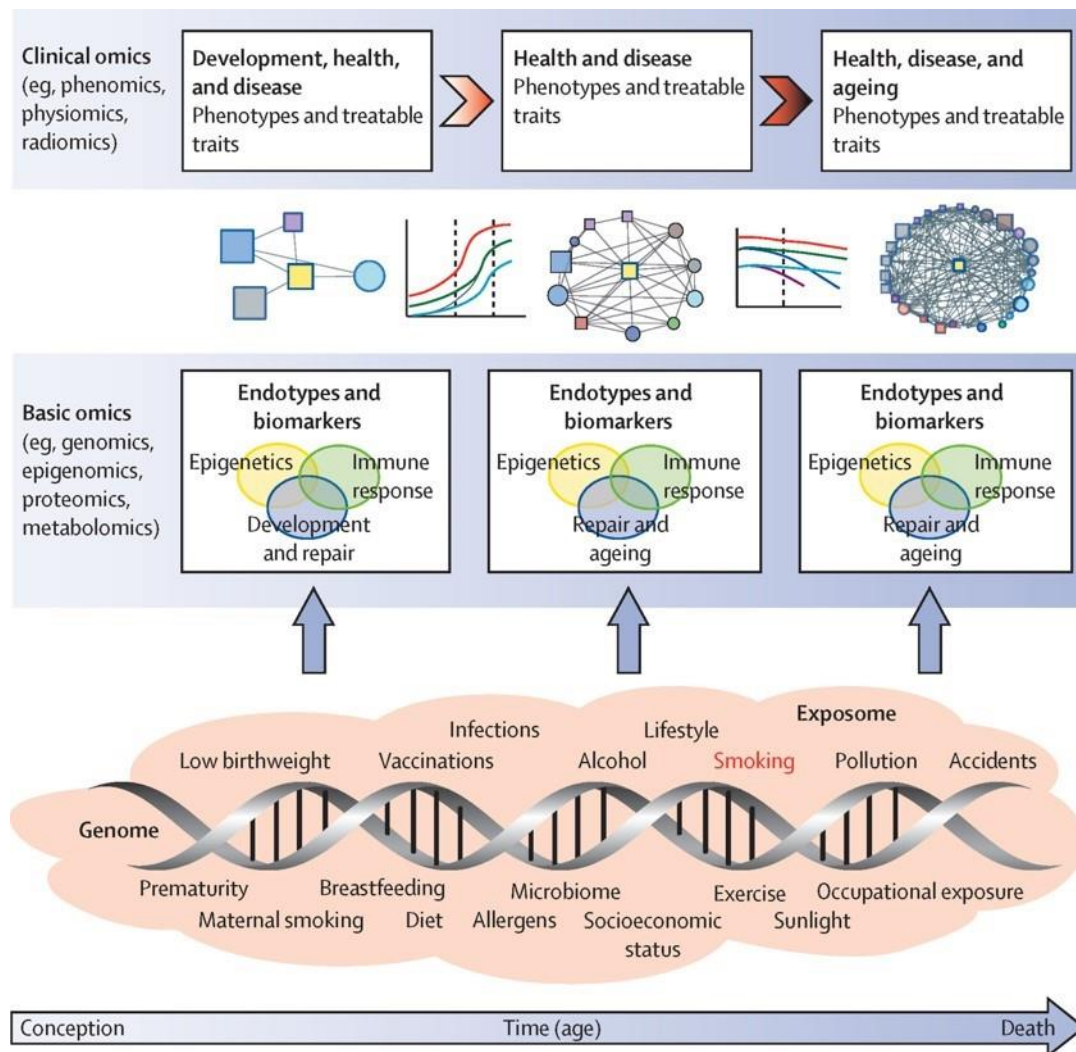 Clinical omics
(eg, phenomics,
physiomics,
radiomics)
Development, health,
and disease
Phenotypes and treatable
traits
Health and disease
Phenotypes and treatable
traits
Health, disease, and
ageing
Phenotypes and treatable
traits
Basic omics
(eg, genomics,
epigenomics,
proteomics,
metabolomics)
Endotypes and
biomarkers
Epigenetics
Immune
response
Development
and repair
Endotypes and
biomarkers
Epigenetics
Immune
response
Repair and
ageing
Endotypes and
biomarkers
Epigenetics
Immune
response
Repair and
ageing
Exposome
Infections
Lifestyle
Low birthweight
Vaccinations
Alcohol
Smoking
Pollution
Accidents
Genome
Prematurity
Breastfeeding
Microbiome
Exercise
Occupational exposure
Maternal smoking
Diet
Allergens
Socioeconomic
status
Sunlight
Conception
Time (age)
Death